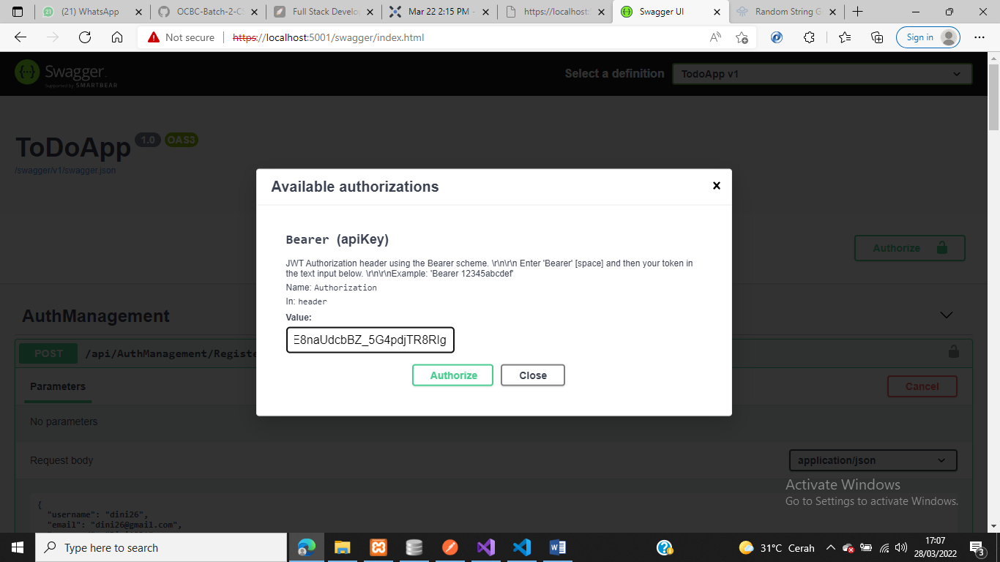 (21) WhatsApp
OCBC-Batch-2-C
Full Stack Develo
Mar 22 2:15 PM -
https://localhost:
Swagger UI
Random String G
Not secure
https://localhost:5001/swagger/index.html
Sign in
Swagger.
Supported by SMARTBEAR
Select a definition
TodoApp v1
ToDoApp 1.0 OAS3
/swagger/v1/swagger.json
Available authorizations
Bearer (apiKey)
JWT Authorization header using the Bearer scheme. \r\n\r\n Enter 'Bearer' [space] and then your token in
the text input below. \r\n\r\nExample: 'Bearer 12345abcdef'
Name: Authorization
In: header
Value:
E8naUdcbBZ_5G4pdjTR8RIg
Authorize
Close
Authorize
AuthManagement
POST
/api/AuthManagement/Registe
Parameters
Cancel
No parameters
Request body
application/json
{
"username": "dini26",
"email": "dini26@gmail.com",
Activate Windows
Go to Settings to activate Windows.
Type here to search
31°C Cerah
17:07
28/03/2022
3